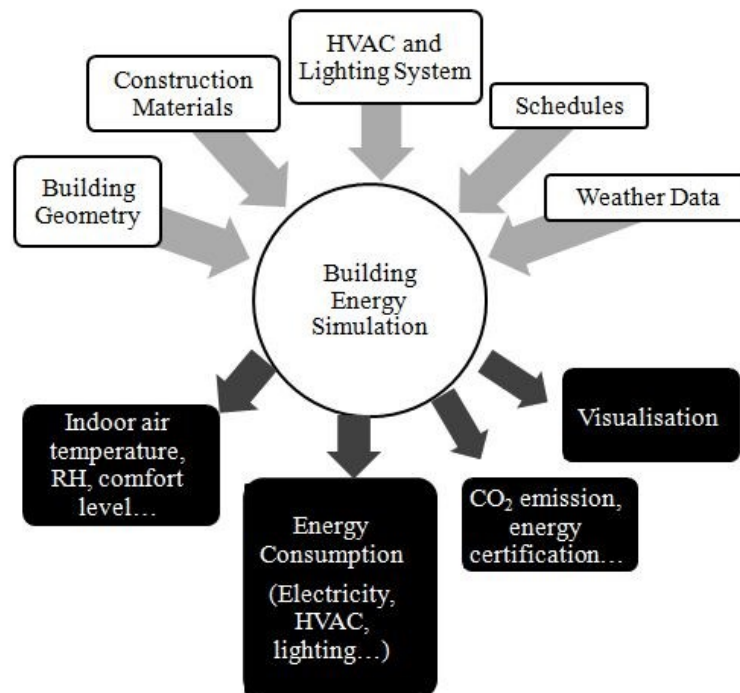 HVAC and
Lighting System
Construction
Materials
Schedules
Building
Geometry
Weather Data
Building
Energy
Simulation
Indoor air
temperature,
RH, comfort
level…
Energy
Consumption
(Electricity,
HVAC,
lighting…)
CO₂ emission,
energy
certification…
Visualisation